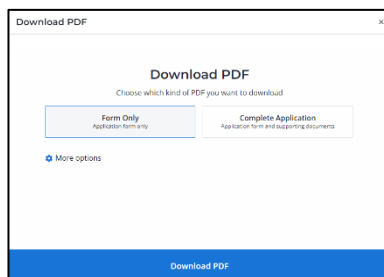 Download PDF
×
Download PDF
Choose which kind of PDF you want to download
Form Only
Application form only
Complete Application
Application form and supporting documents
More options
Download PDF